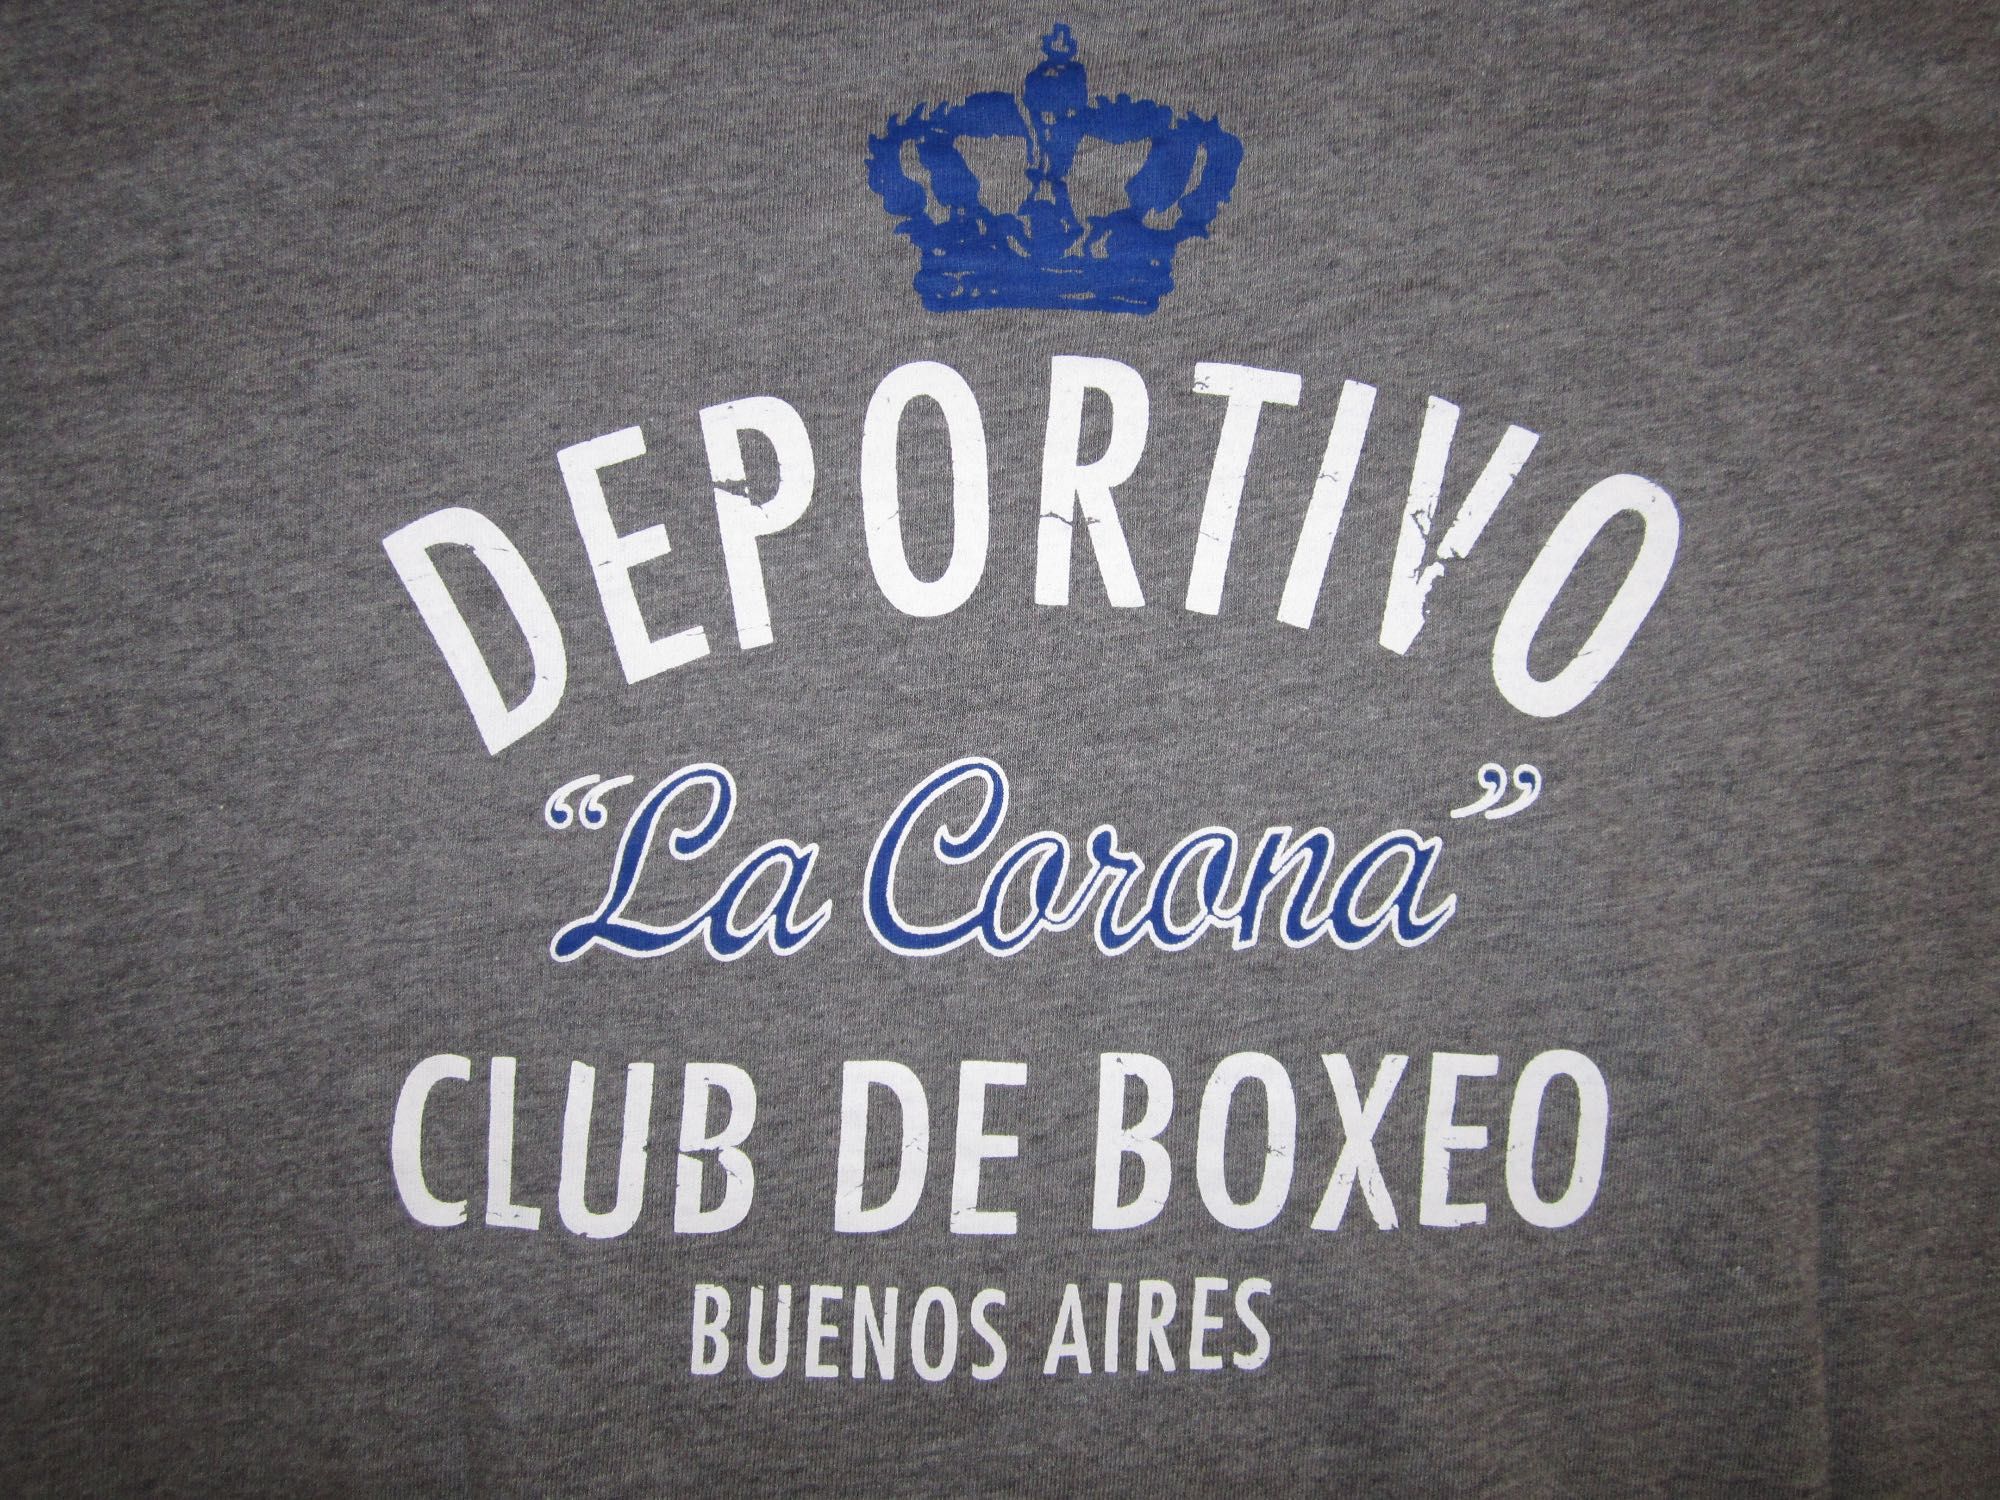 DEPORTIVO
“La Corona”
CLUB DE BOXEO
BUENOS AIRES